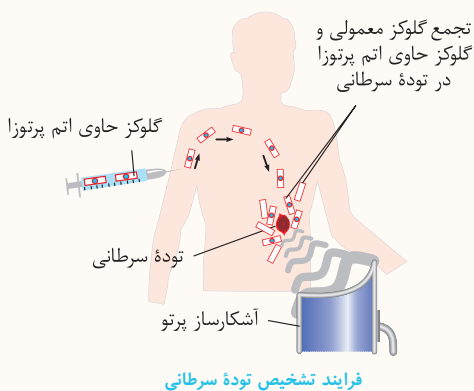 تجمع گلوکز معمولی و
گلوکز حاوی اتم پرتوزا
در تودهٔ سرطانی
گلوکز حاوی اتم پرتوزا
تودهٔ سرطانی
آشکارساز پرتو
فرایند تشخیص تودهٔ سرطانی